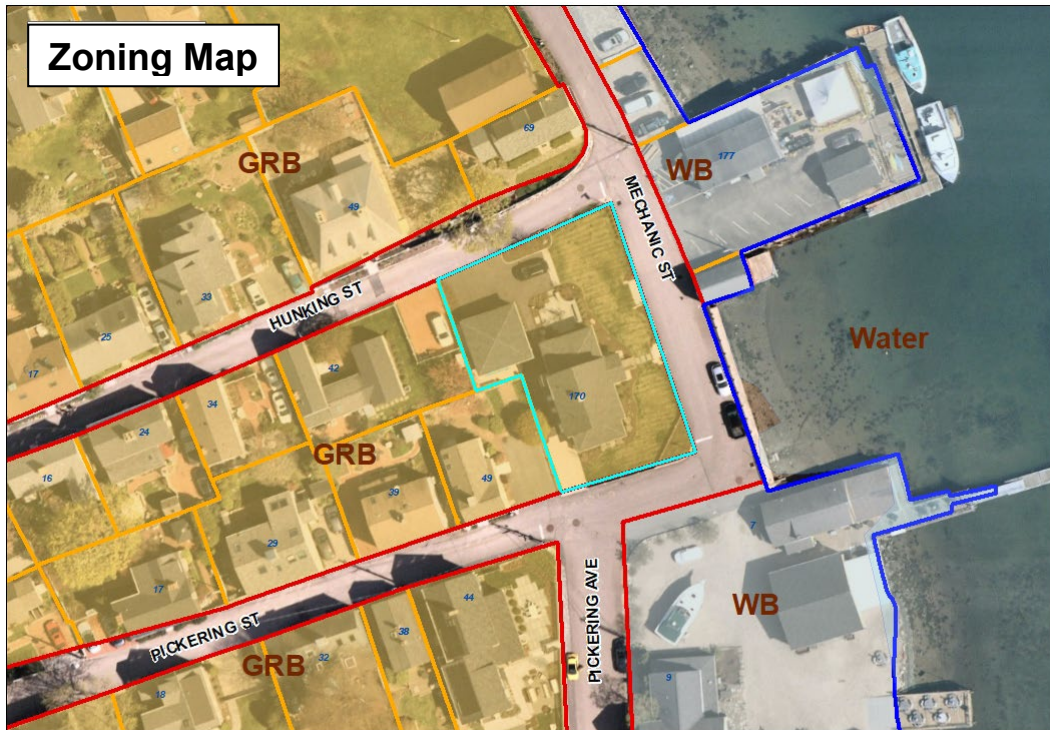 Zoning Map
69
GRB
WB
177
49
MECHANIC ST
33
HUNKING ST
25
Water
17
42
170
34
24
GRB
16
39
49
29
7
17
PICKERING ST
44
WB
PICKERING AVE
38
GRB
32
9
18